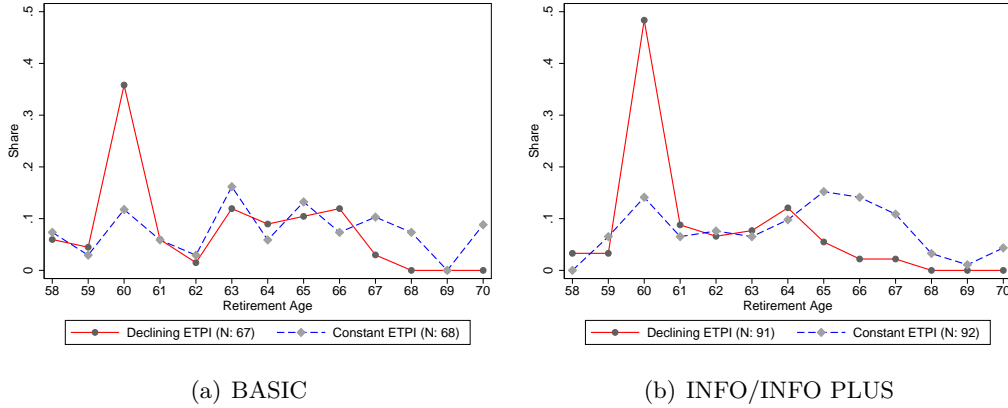 .5
.4
.3
.2
.1
0
Share
58 59 60 61 62 63 64 65 66 67 68 69 70
Retirement Age
Declining ETPI (N: 67) Constant ETPI (N: 68)
(a) BASIC
.5
.4
.3
.2
.1
0
Share
58 59 60 61 62 63 64 65 66 67 68 69 70
Retirement Age
Declining ETPI (N: 91) Constant ETPI (N: 92)
(b) INFO/INFO PLUS